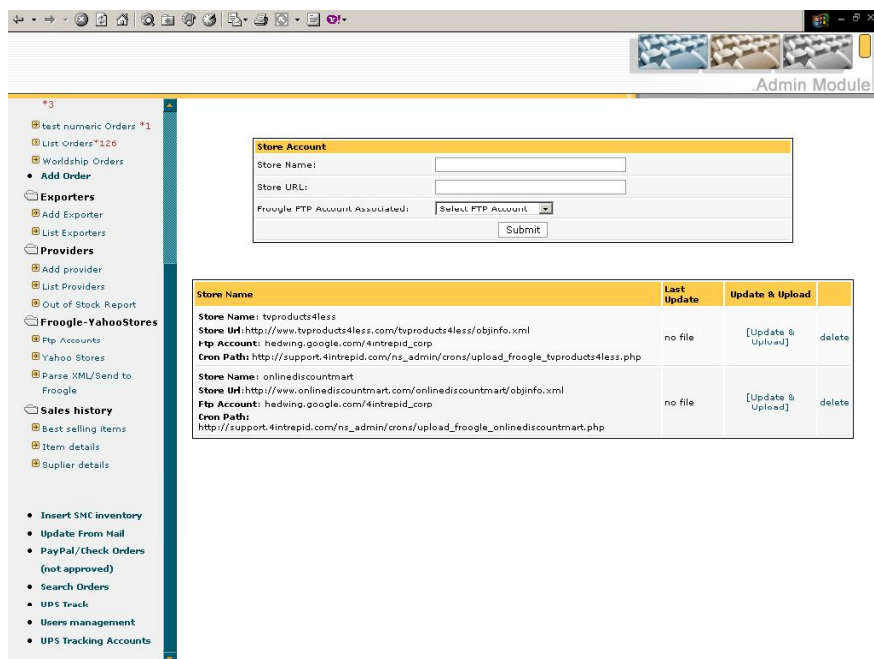 .Admin Module
*3
test numeric Orders *1
List Orders*126
Worldship Orders
Add Order
Exporters
Add Exporter
List Exporters
Providers
Add provider
List Providers
Out of Stock Report
Froogle-YahooStores
Ftp Accounts
Yahoo Stores
Parse XML/Send to
Froogle
Sales history
Best selling items
Item details
Suplier details
Insert SMC inventory
Update From Mail
PayPal/Check Orders
(not approved)
Search Orders
UPS Track
Users management
UPS Tracking Accounts
Store Account
Store Name:
Store URL:
Froogle FTP Account Associated: Select FTP Account
Submit
Store Name Last Update Update & Upload
Store Name: tvproducts4less
Store Url:http://www.tvproducts4less.com/tvproducts4less/objinfo.xml
Ftp Account: hedwing.google.com/4intrepid_corp
Cron Path: http://support.4intrepid.com/ns_admin/crons/upload_froogle_tvproducts4less.php
no file [Update & Upload] delete
Store Name: onlinediscountmart
Store Url:http://www.onlinediscountmart.com/onlinediscountmart/objinfo.xml
Ftp Account: hedwing.google.com/4intrepid_corp
Cron Path:
http://support.4intrepid.com/ns_admin/crons/upload_froogle_onlinediscountmart.php
no file [Update & Upload] delete